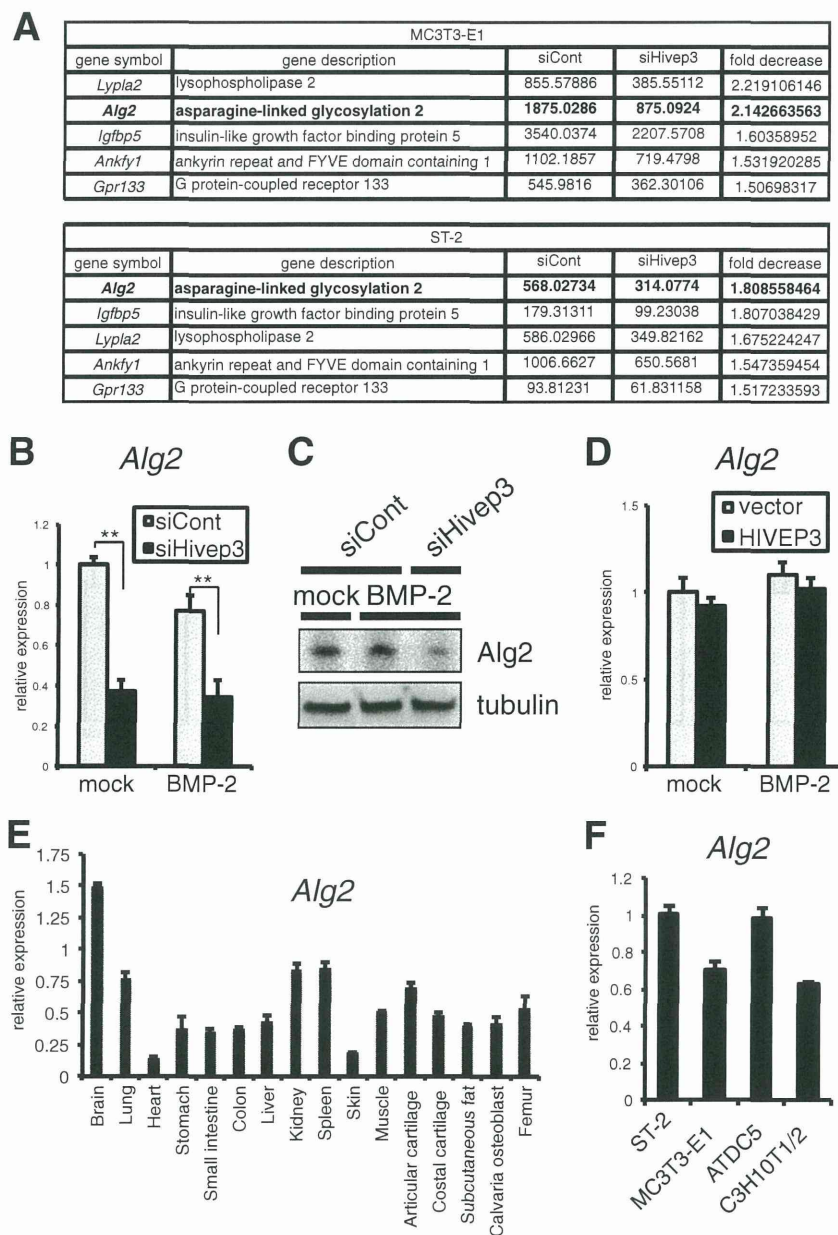 A
MC3T3-E1
gene symbol gene description siCont siHivep3 fold decrease
Lypla2 lysophospholipase 2 855.57886 385.55112 2.219106146
Alg2 asparagine-linked glycosylation 2 1875.0286 875.0924 2.142663563
Igfbp5 insulin-like growth factor binding protein 5 3540.0374 2207.5708 1.60358952
Ankfy1 ankyrin repeat and FYVE domain containing 1 1102.1857 719.4798 1.531920285
Gpr133 G protein-coupled receptor 133 545.9816 362.30106 1.50698317
ST-2
gene symbol gene description siCont siHivep3 fold decrease
Alg2 asparagine-linked glycosylation 2 568.02734 314.0774 1.808558464
Igfbp5 insulin-like growth factor binding protein 5 179.31311 99.23038 1.807038429
Lypla2 lysophospholipase 2 586.02966 349.82162 1.675224247
Ankfy1 ankyrin repeat and FYVE domain containing 1 1006.6627 650.5681 1.547359454
Gpr133 G protein-coupled receptor 133 93.81231 61.831158 1.517233593
B
Alg2
relative expression
1.2
1
0.8
0.6
0.4
0.2
0
siCont
siHivep3
**
**
mock BMP-2
C
siCont siHivep3
mock BMP-2
Alg2
tubulin
D
Alg2
relative expression
1.5
1
0.5
0
vector
HIVEP3
mock BMP-2
E
Alg2
relative expression
1.75
1.5
1.25
1
0.75
0.5
0.25
0
Brain
Lung
Heart
Stomach
Small intestine
Colon
Liver
Kidney
Spleen
Skin
Muscle
Articular cartilage
Costal cartilage
Subcutaneous fat
Calvaria osteoblast
Femur
F
Alg2
relative expression
1.2
1
0.8
0.6
0.4
0.2
0
ST-2
MC3T3-E1
ATDC5
C3H10T1/2